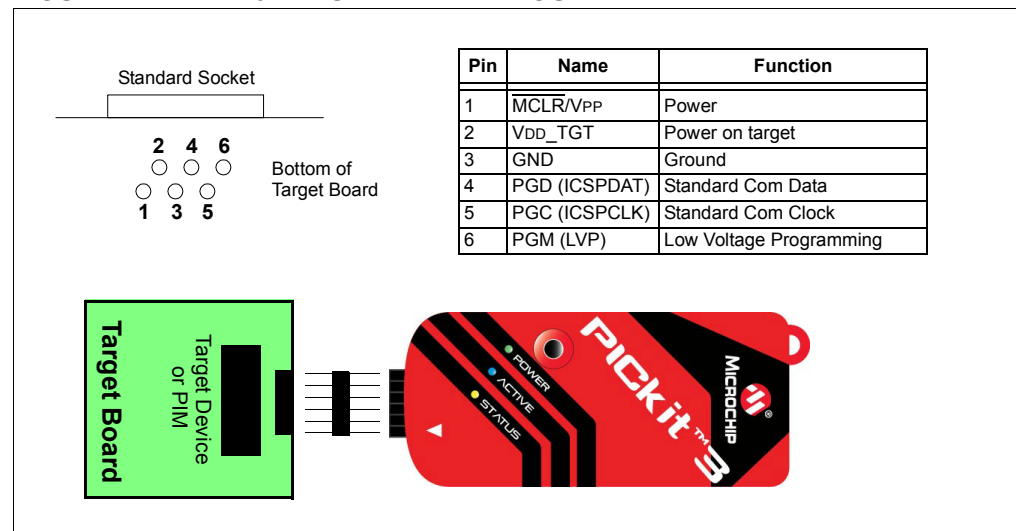 Standard Socket
2 4 6
1 3 5
Bottom of
Target Board
Pin Name Function
1 MCLR/VPP Power
2 VDD_TGT Power on target
3 GND Ground
4 PGD (ICSPDAT) Standard Com Data
5 PGC (ICSPCLK) Standard Com Clock
6 PGM (LVP) Low Voltage Programming
Target Board
Target Device
or PIM
POWER
ACTIVE
STATUS
PICkit™ 3
MICROCHIP
®